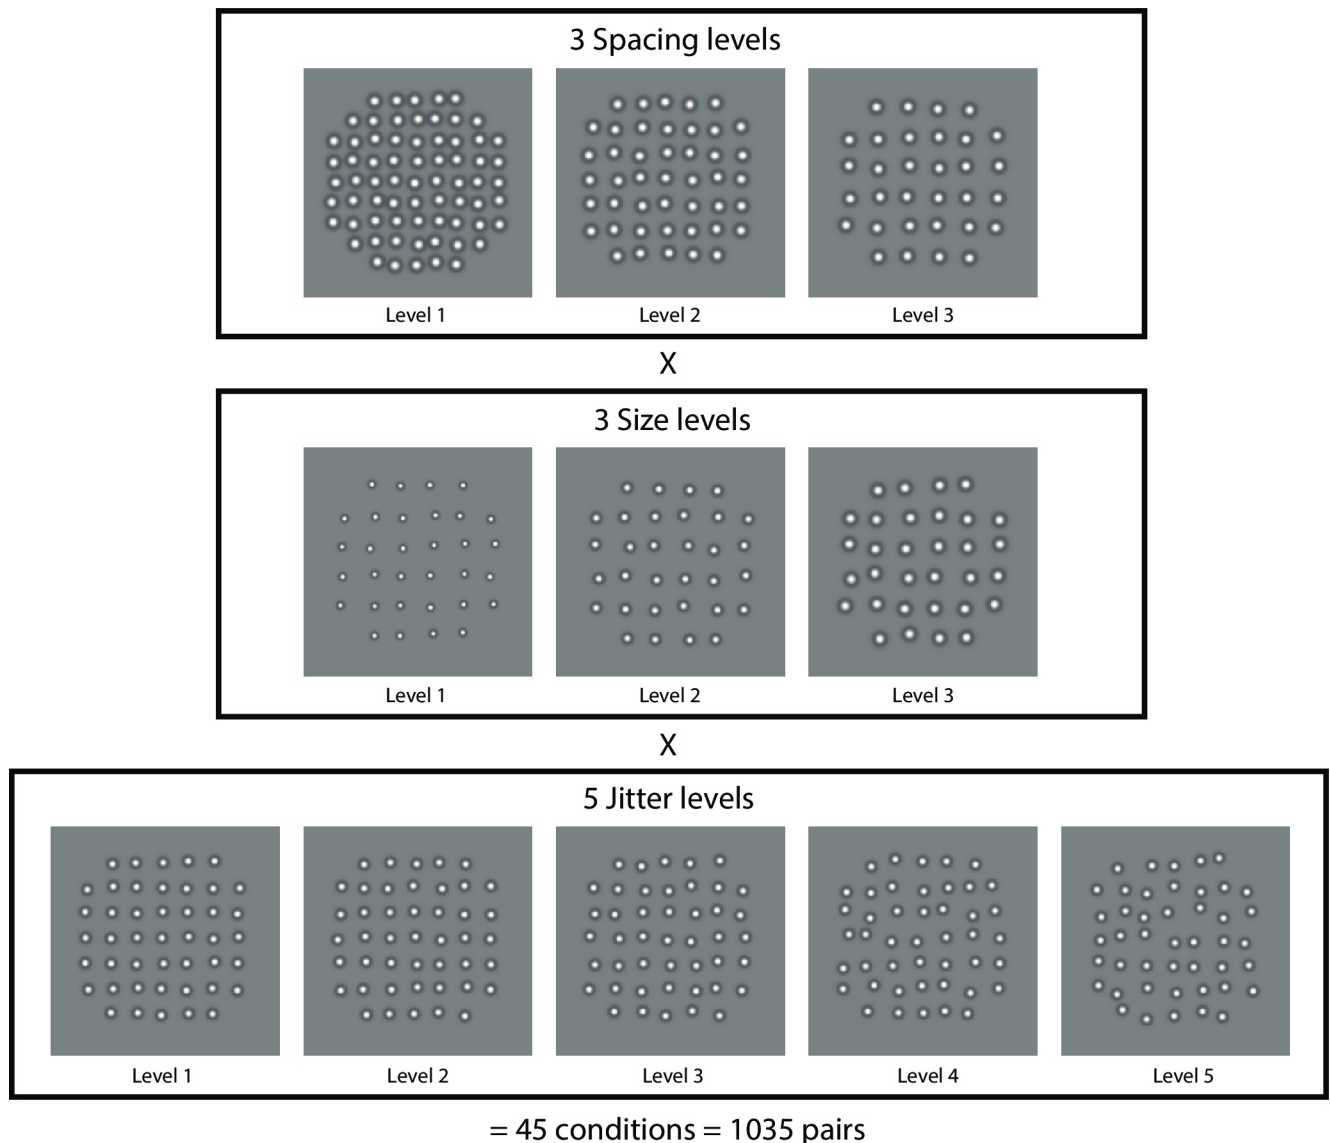 3 Spacing levels
Level 1 Level 2 Level 3
X
3 Size levels
Level 1 Level 2 Level 3
X
5 Jitter levels
Level 1 Level 2 Level 3 Level 4 Level 5
= 45 conditions = 1035 pairs